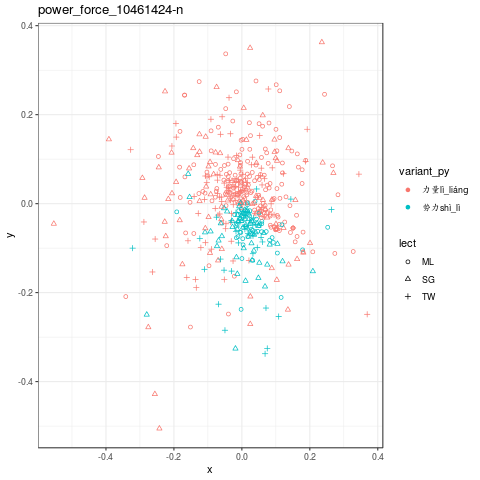 power_force_10461424-n
0.4
0.2
0.0
-0.2
-0.4
y
-0.4
-0.2
0.0
0.2
0.4
x
variant_py
力量lì_liàng
势力shì_lì
lect
ML
SG
TW